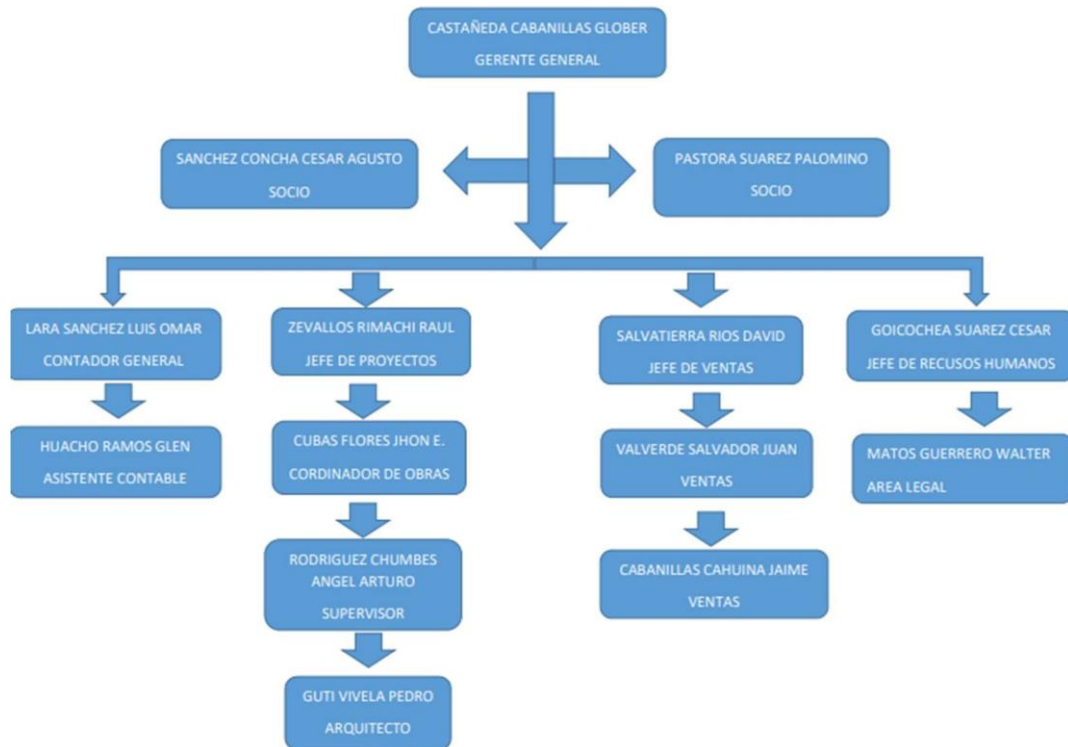 CASTAÑEDA CABANILLAS GLOBER
GERENTE GENERAL
SANCHEZ CONCHA CESAR AGUSTO
SOCIO
PASTORA SUAREZ PALOMINO
SOCIO
LARA SANCHEZ LUIS OMAR
CONTADOR GENERAL
ZEVALLOS RIMACHI RAUL
JEFE DE PROYECTOS
SALVATIERRA RIOS DAVID
JEFE DE VENTAS
GOICOCHEA SUAREZ CESAR
JEFE DE RECUSOS HUMANOS
HUACHO RAMOS GLEN
ASISTENTE CONTABLE
CUBAS FLORES JHON E.
CORDINADOR DE OBRAS
VALVERDE SALVADOR JUAN
VENTAS
MATOS GUERRERO WALTER
AREA LEGAL
RODRIGUEZ CHUMBES
ANGEL ARTURO
SUPERVISOR
CABANILLAS CAHUINA JAIME
VENTAS
GUTI VIVELA PEDRO
ARQUITECTO